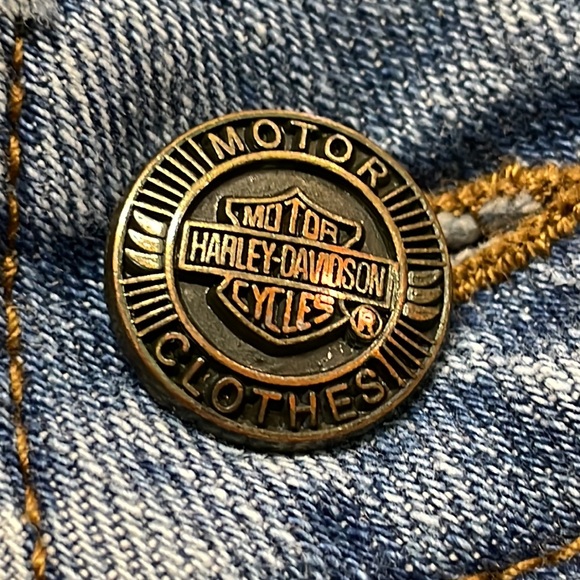 MOTOR
MOTOR
HARLEY-DAVIDSON
CYCLES ®
CLOTHES